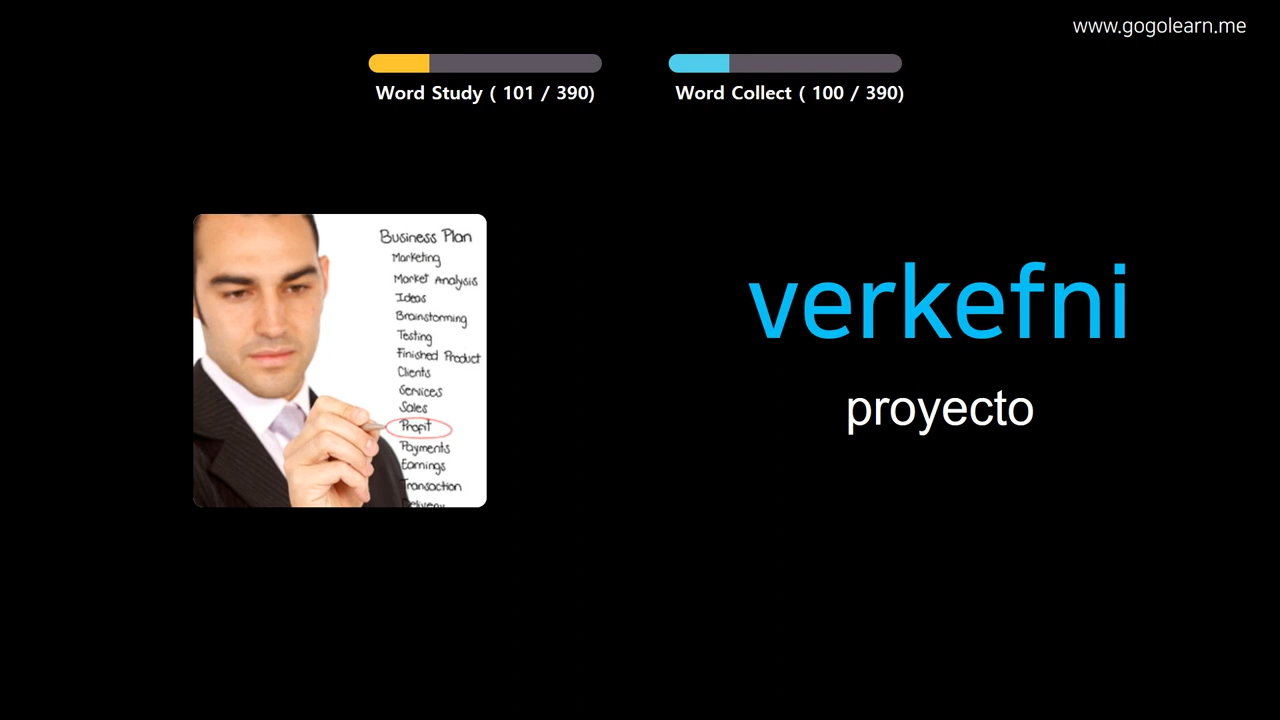 www.gogolearn.me
Word Study ( 101 / 390)
Word Collect ( 100 / 390)
Business Plan
Marketing
Market Analysis
Ideas
Brainstorming
Testing
Finished Product
Clients
Services
Sales
Profit
Payments
Earnings
Transaction
Delivery
verkefni
proyecto